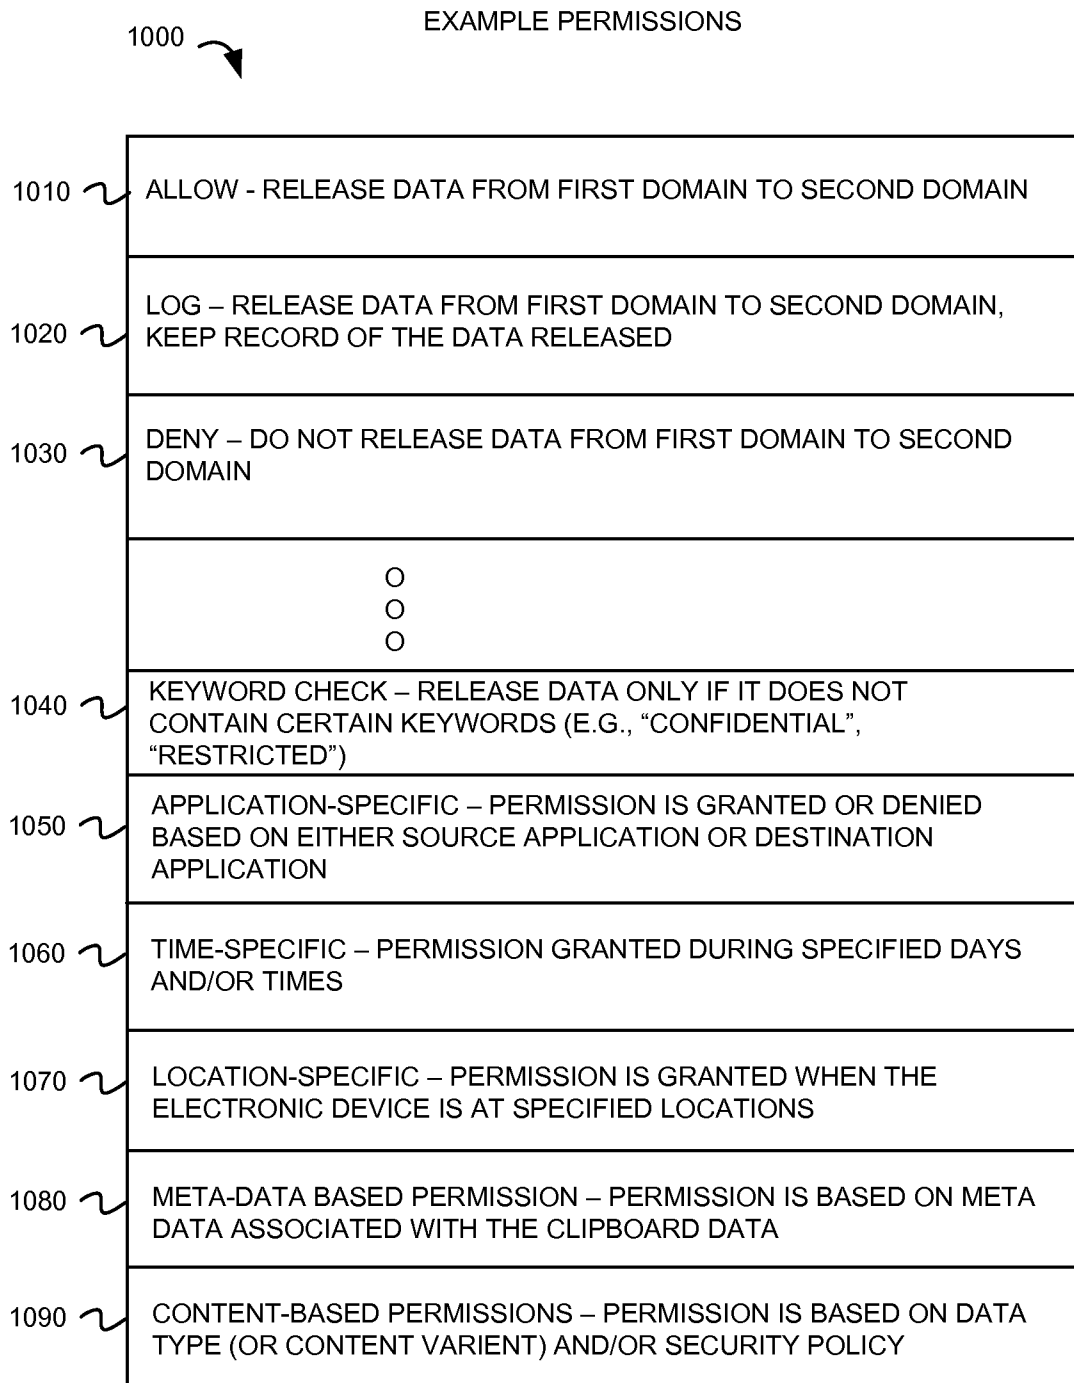 EXAMPLE PERMISSIONS
1000
1010
ALLOW - RELEASE DATA FROM FIRST DOMAIN TO SECOND DOMAIN
LOG – RELEASE DATA FROM FIRST DOMAIN TO SECOND DOMAIN,
1020
KEEP RECORD OF THE DATA RELEASED
1030
DENY – DO NOT RELEASE DATA FROM FIRST DOMAIN TO SECOND
DOMAIN
O
O
O
1040
KEYWORD CHECK – RELEASE DATA ONLY IF IT DOES NOT
CONTAIN CERTAIN KEYWORDS (E.G., “CONFIDENTIAL”,
“RESTRICTED”)
1050
APPLICATION-SPECIFIC – PERMISSION IS GRANTED OR DENIED
BASED ON EITHER SOURCE APPLICATION OR DESTINATION
APPLICATION
1060
TIME-SPECIFIC – PERMISSION GRANTED DURING SPECIFIED DAYS
AND/OR TIMES
1070
LOCATION-SPECIFIC – PERMISSION IS GRANTED WHEN THE
ELECTRONIC DEVICE IS AT SPECIFIED LOCATIONS
1080
META-DATA BASED PERMISSION – PERMISSION IS BASED ON META
DATA ASSOCIATED WITH THE CLIPBOARD DATA
1090
CONTENT-BASED PERMISSIONS – PERMISSION IS BASED ON DATA
TYPE (OR CONTENT VARIENT) AND/OR SECURITY POLICY